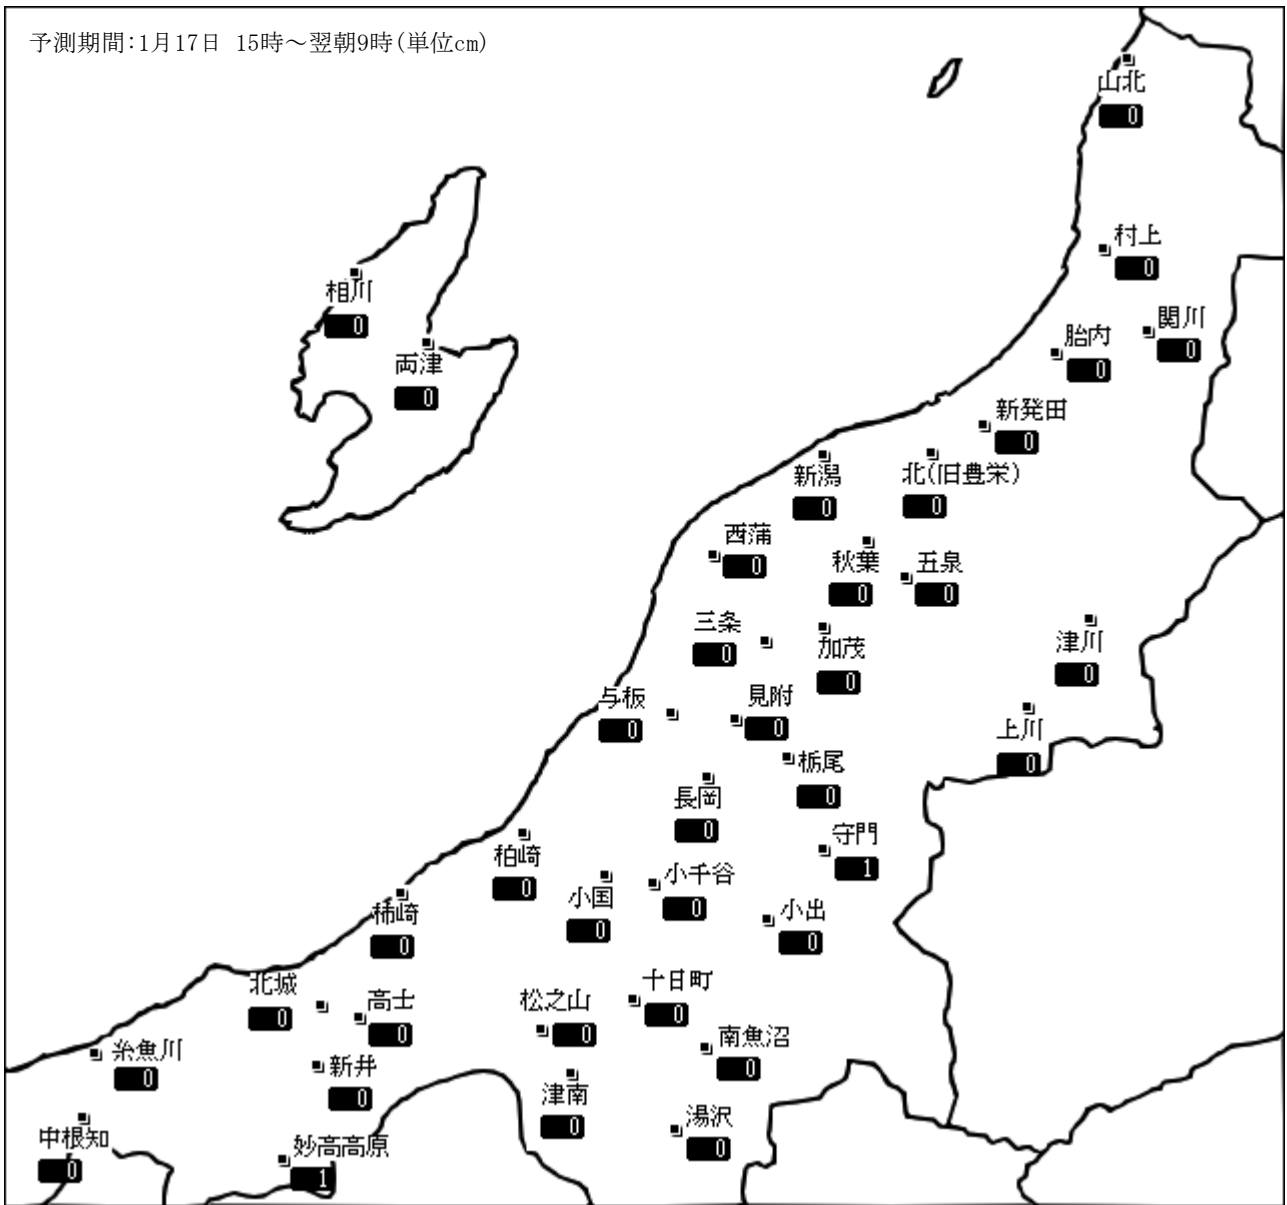 予測期間:1月17日 15時～翌朝9時(単位cm)
山北
0
村上
0
関川
0
胎内
0
新発田
0
相川
0
両津
0
新潟
0
北(旧豊栄)
0
西蒲
0
秋葉
0
五泉
0
三条
0
加茂
0
津川
0
与板
0
見附
0
上川
0
栃尾
0
長岡
0
守門
1
柏崎
0
小国
0
小千谷
0
小出
0
柿崎
0
北城
0
高士
0
松之山
0
十日町
0
南魚沼
0
糸魚川
0
新井
0
津南
0
湯沢
0
中根知
0
妙高高原
1